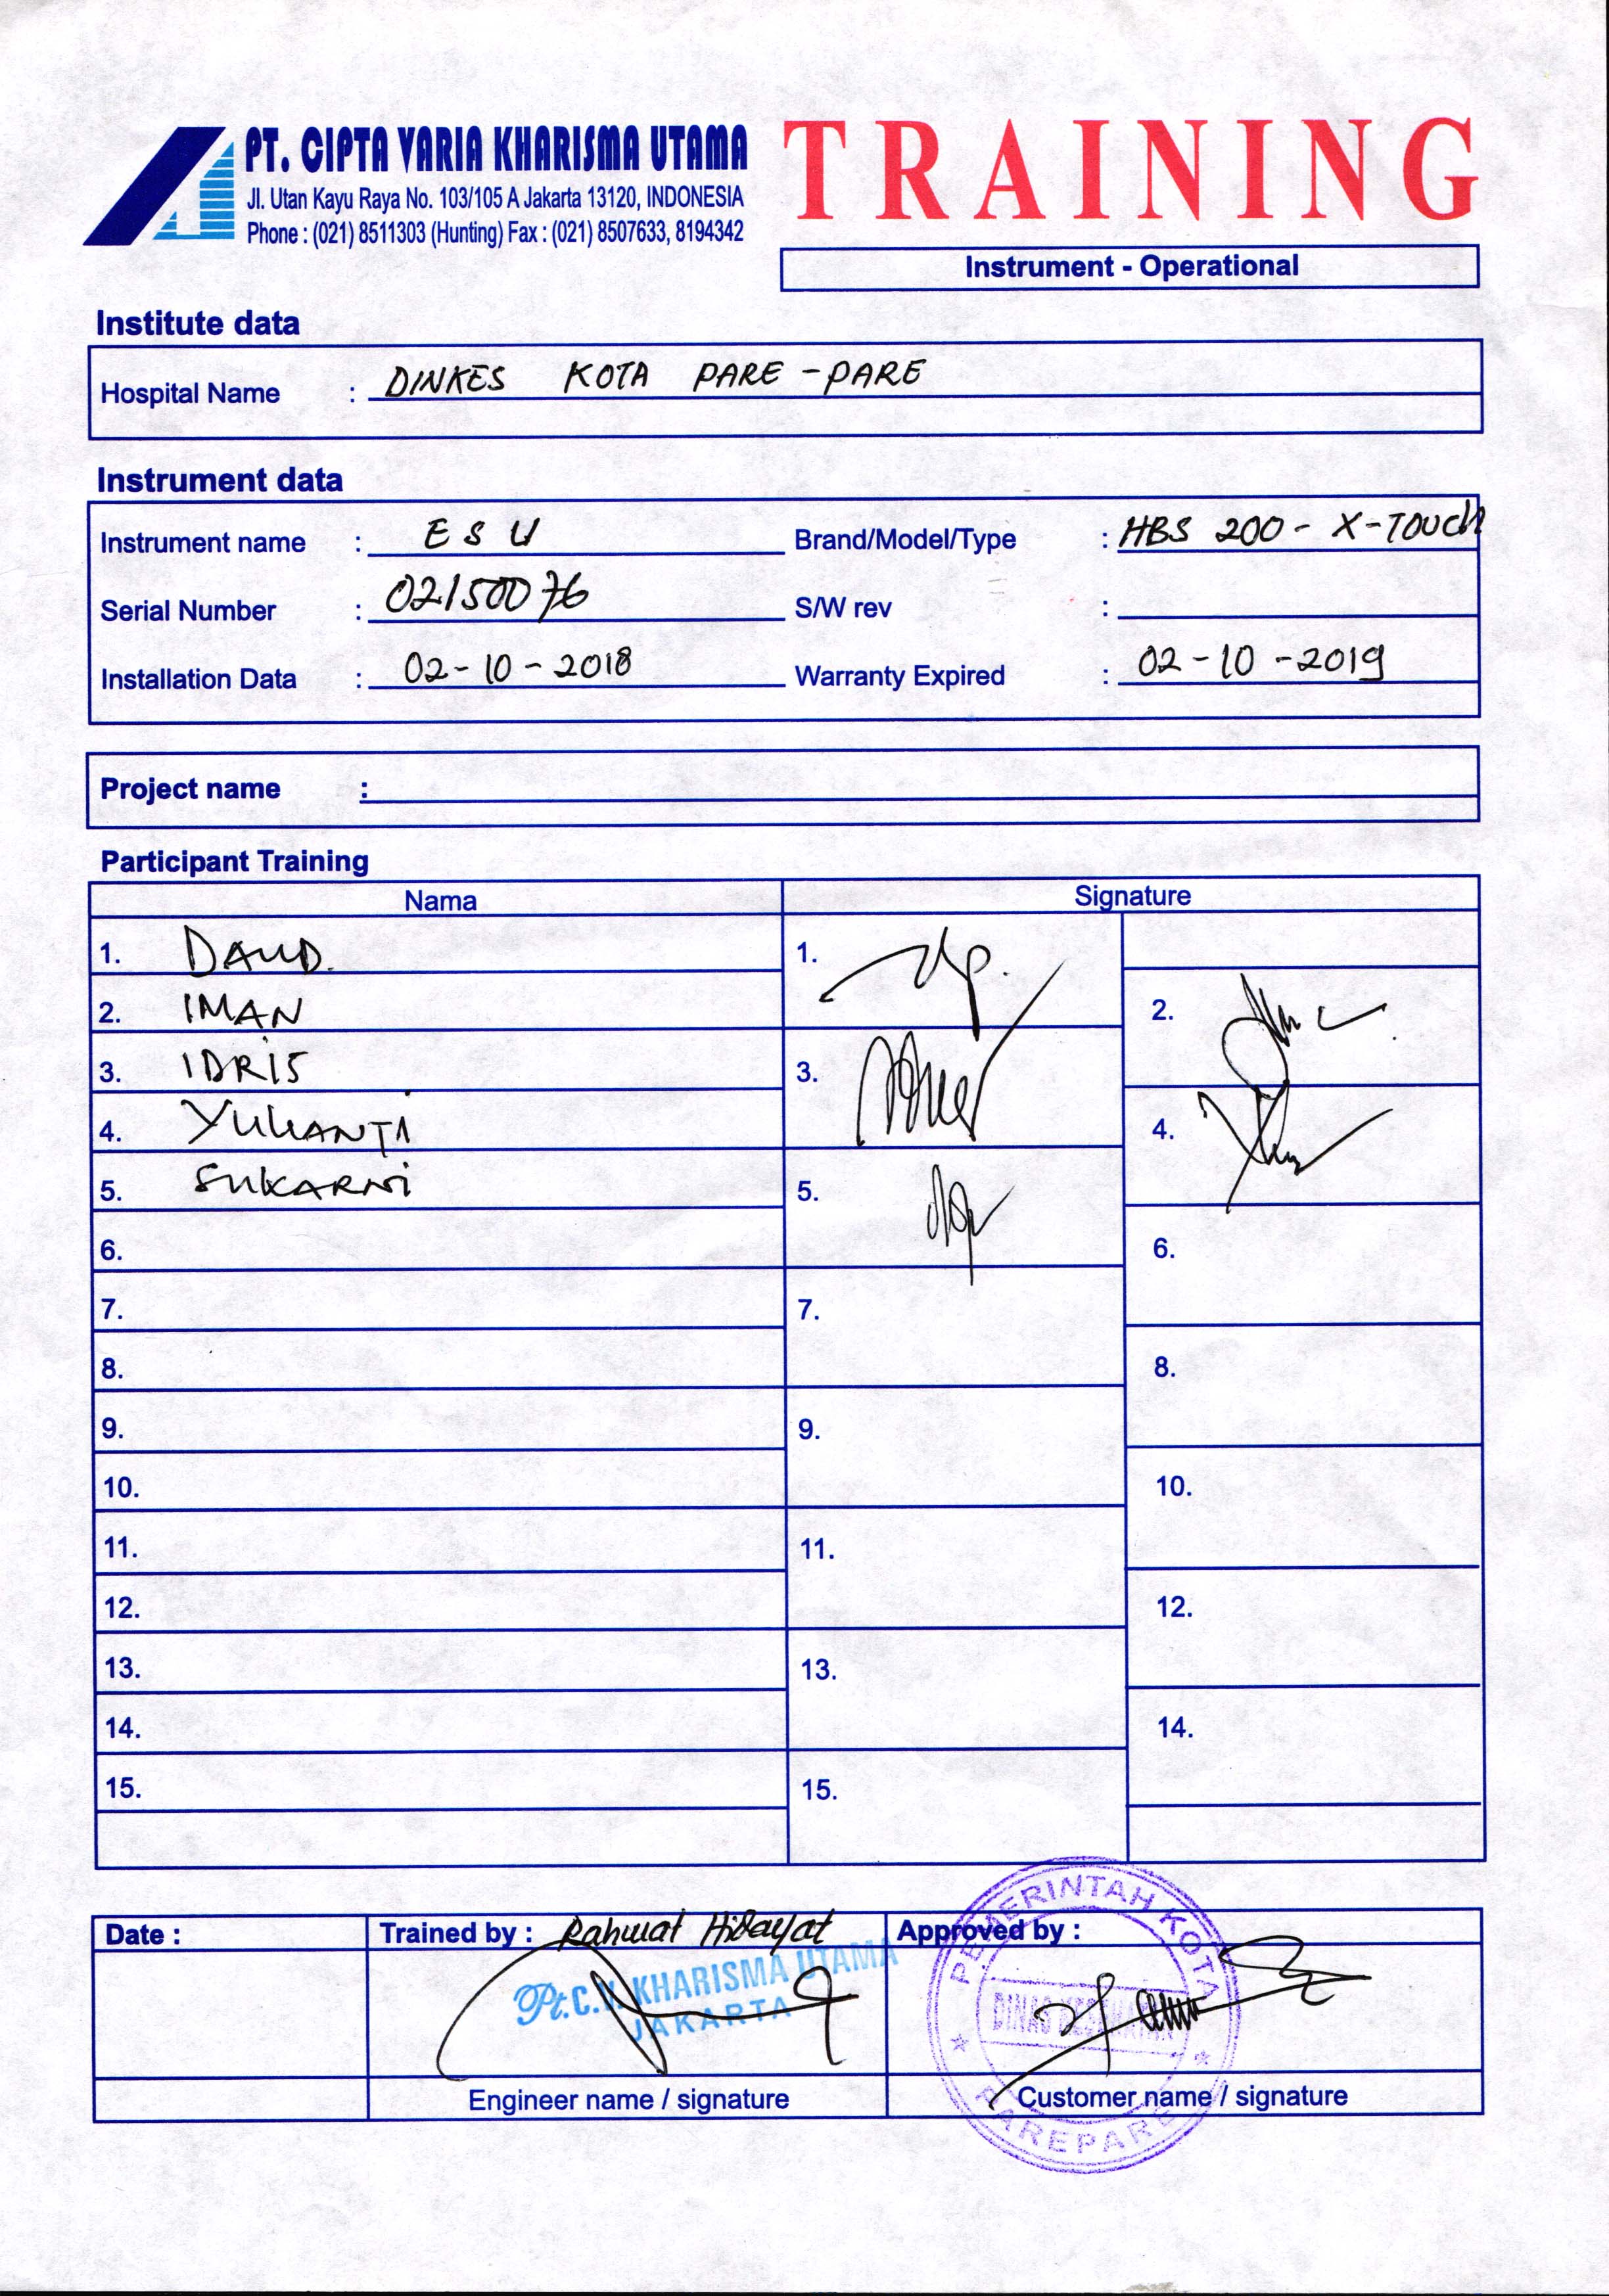 PT. CIPTA VARIA KHARISMA UTAMA
Jl. Utan Kayu Raya No. 103/105 A Jakarta 13120, INDONESIA
Phone : (021) 8511303 (Hunting) Fax : (021) 8507633, 8194342
TRAINING
Instrument - Operational
Institute data
Hospital Name : DINKES KOTA PARE-PARE
Instrument data
Instrument name : ESU Brand/Model/Type : HBS 200 - X-TOUCH
Serial Number : 02150076 S/W rev :
Installation Data : 02-10-2018 Warranty Expired : 02-10-2019
Project name :
Participant Training
Nama Signature
1. DAUD. 1.
2. IMAN 2.
3. IDRIS 3.
4. YULIANTI 4.
5. SUKARNI 5.
6. 6.
7. 7.
8. 8.
9. 9.
10. 10.
11. 11.
12. 12.
13. 13.
14. 14.
15. 15.
Date : Trained by : Rahmat Hidayat Approved by :
Pt.C.V. KHARISMA UTAMA
JAKARTA
PEMERINTAH KOTA
DINAS KESEHATAN
PAREPARE
Engineer name / signature Customer name / signature